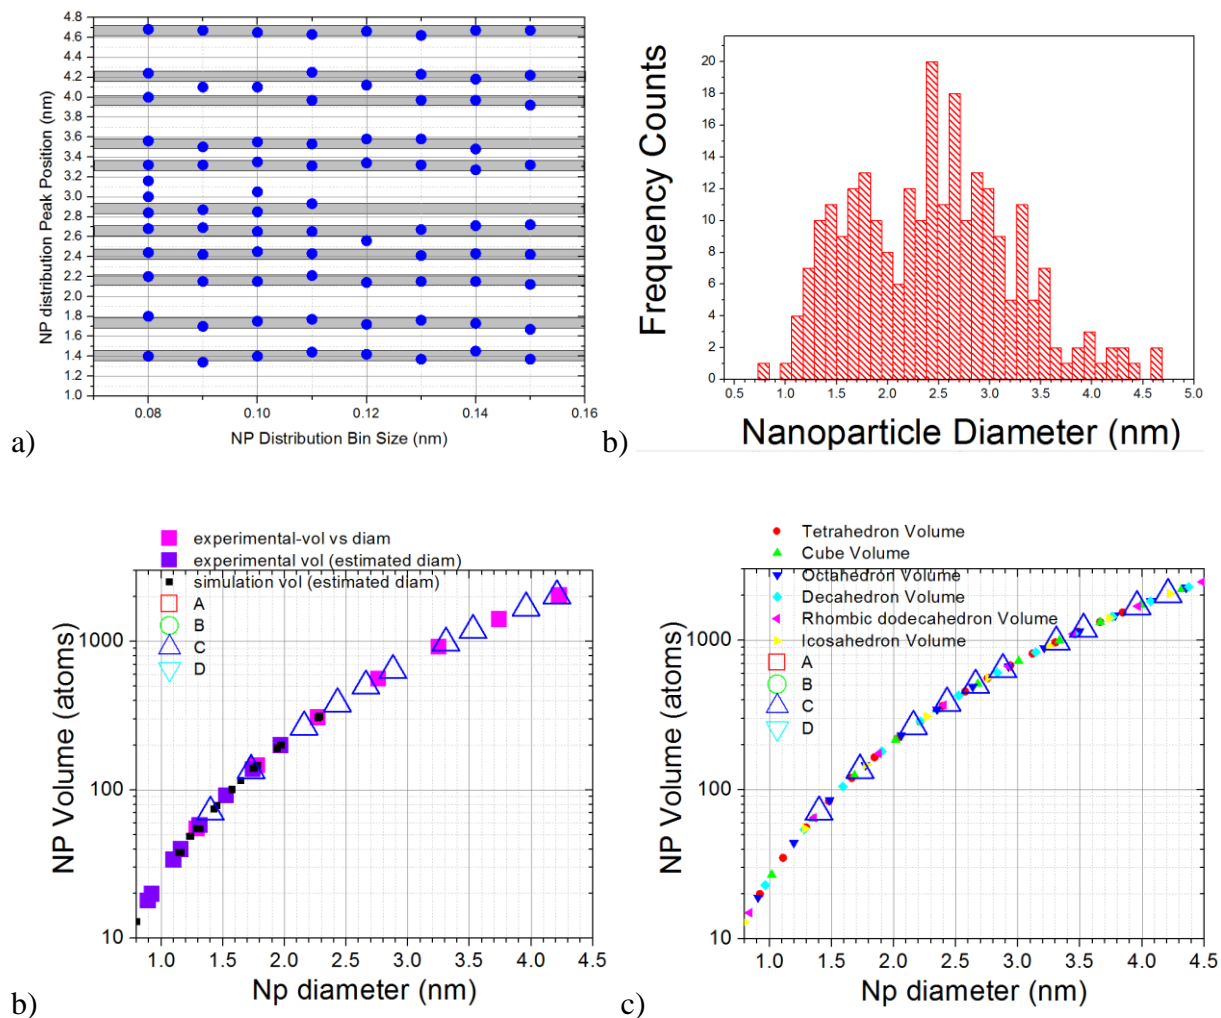 4.8
4.6
4.4
4.2
4.0
3.8
3.6
3.4
3.2
3.0
2.8
2.6
2.4
2.2
2.0
1.8
1.6
1.4
1.2
1.0
NP distribution Peak Position (nm)
0.08
0.10
0.12
0.14
0.16
NP Distribution Bin Size (nm)
a)
20
18
16
14
12
10
8
6
4
2
0
Frequency Counts
0.5
1.0
1.5
2.0
2.5
3.0
3.5
4.0
4.5
5.0
Nanoparticle Diameter (nm)
b)
experimental-vol vs diam
experimental vol (estimated diam)
simulation vol (estimated diam)
A
B
C
D
1000
100
10
NP Volume (atoms)
1.0
1.5
2.0
2.5
3.0
3.5
4.0
4.5
Np diameter (nm)
b)
Tetrahedron Volume
Cube Volume
Octahedron Volume
Decahedron Volume
Rhombic dodecahedron Volume
Icosahedron Volume
A
B
C
D
1000
100
10
NP Volume (atoms)
1.0
1.5
2.0
2.5
3.0
3.5
4.0
4.5
Np diameter (nm)
c)